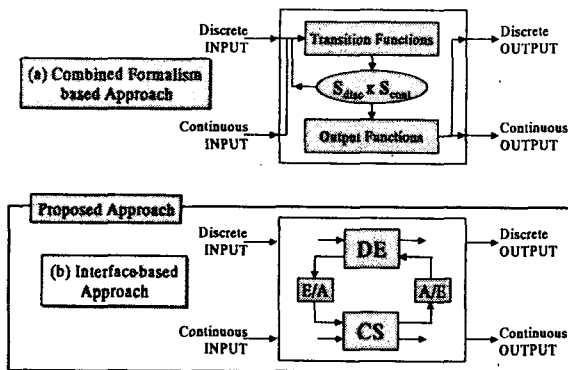 Discrete
INPUT
Transition Functions
Discrete
OUTPUT
(a) Combined Formalism
based Approach
S_disc x S_cont
Continuous
INPUT
Output Functions
Continuous
OUTPUT
Proposed Approach
Discrete
INPUT
DE
Discrete
OUTPUT
(b) Interface-based
Approach
E/A
A/E
Continuous
INPUT
CS
Continuous
OUTPUT